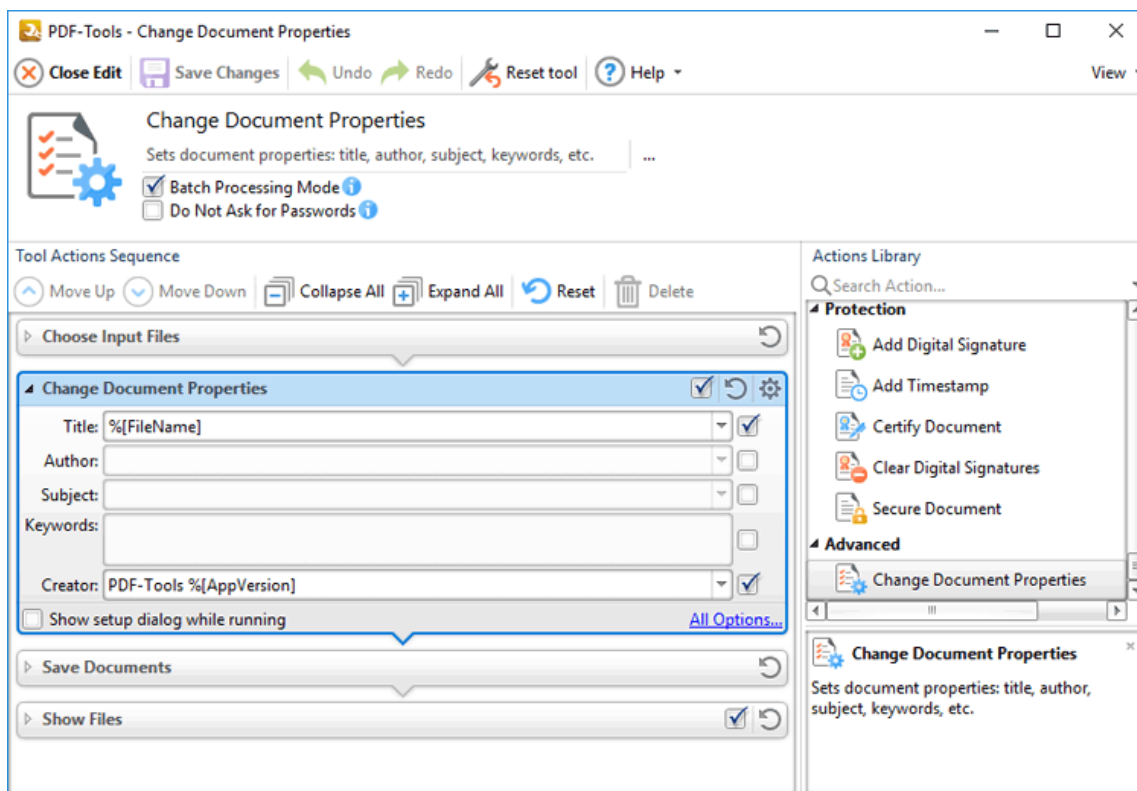 PDF-Tools - Change Document Properties
Close Edit Save Changes Undo Redo Reset tool Help View
Change Document Properties
Sets document properties: title, author, subject, keywords, etc. ...
Batch Processing Mode
Do Not Ask for Passwords
Tool Actions Sequence
Move Up Move Down Collapse All Expand All Reset Delete
Choose Input Files
Change Document Properties
Title: %[FileName]
Author:
Subject:
Keywords:
Creator: PDF-Tools %[AppVersion]
Show setup dialog while running All Options...
Save Documents
Show Files
Actions Library
Search Action...
Protection
Add Digital Signature
Add Timestamp
Certify Document
Clear Digital Signatures
Secure Document
Advanced
Change Document Properties
Change Document Properties
Sets document properties: title, author,
subject, keywords, etc.